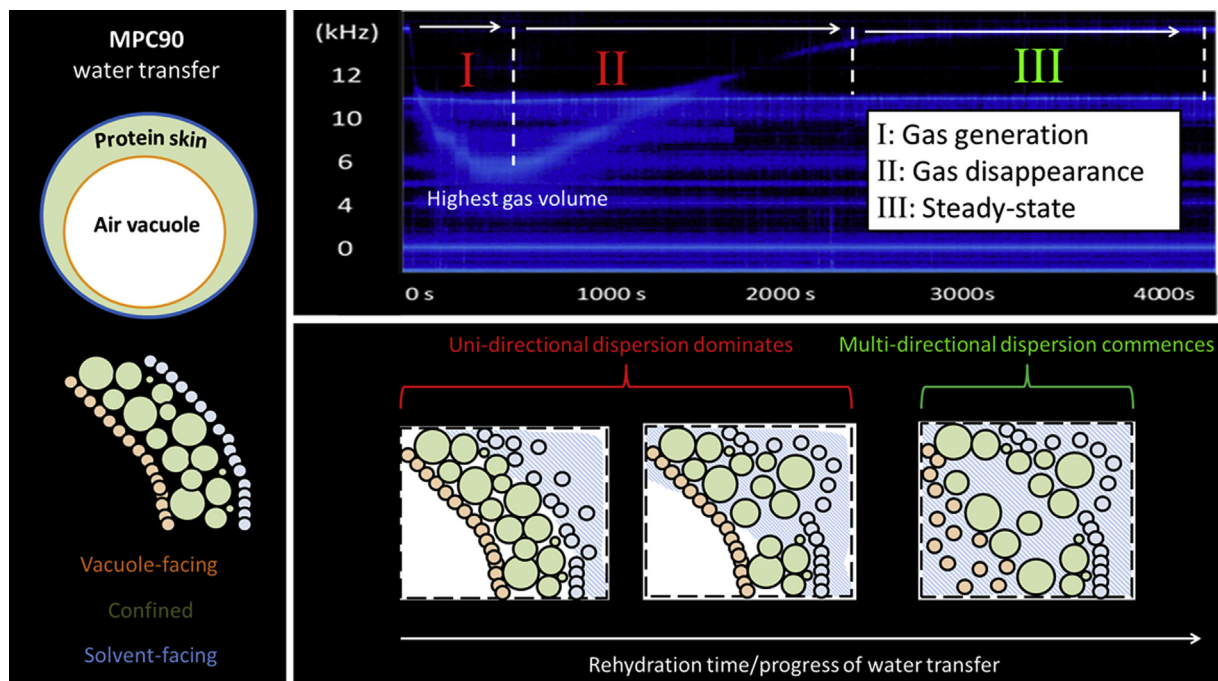 MPC90
water transfer
Protein skin
Air vacuole
Vacuole-facing
Confined
Solvent-facing
(kHz)
12
10
6
4
0
I
II
III
Highest gas volume
I: Gas generation
II: Gas disappearance
III: Steady-state
0 s
1000s
2000s
3000s
4000s
Uni-directional dispersion dominates
Multi-directional dispersion commences
Rehydration time/progress of water transfer